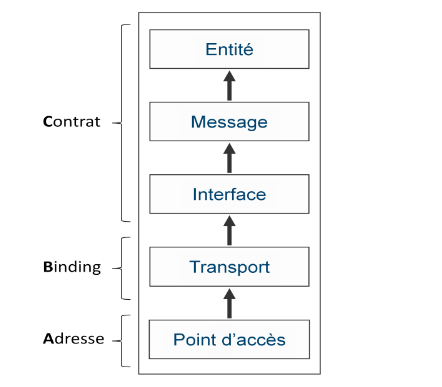 Entité
Contrat
Message
Interface
Binding
Transport
Adresse
Point d'accès